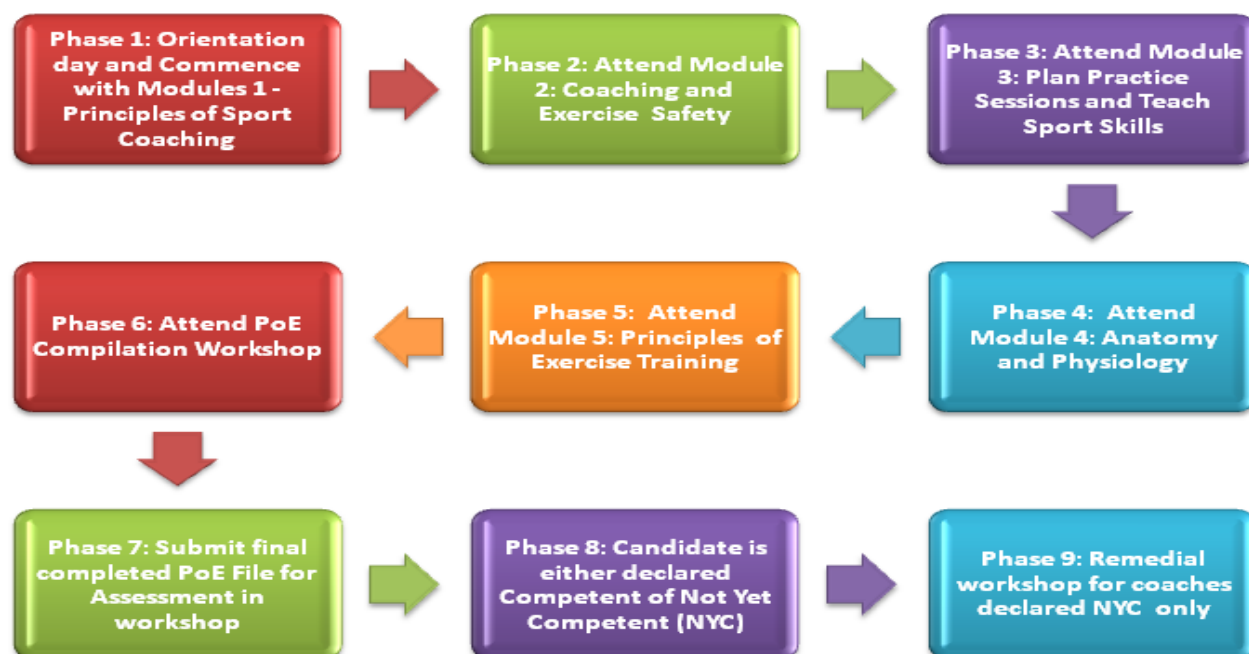 Phase 1: Orientation
day and Commence
with Modules 1 -
Principles of Sport
Coaching
Phase 2: Attend Module
2: Coaching and
Exercise Safety
Phase 3: Attend Module
3: Plan Practice
Sessions and Teach
Sport Skills
Phase 4: Attend
Module 4: Anatomy
and Physiology
Phase 5: Attend
Module 5: Principles of
Exercise Training
Phase 6: Attend PoE
Compilation Workshop
Phase 7: Submit final
completed PoE File for
Assessment in
workshop
Phase 8: Candidate is
either declared
Competent of Not Yet
Competent (NYC)
Phase 9: Remedial
workshop for coaches
declared NYC only